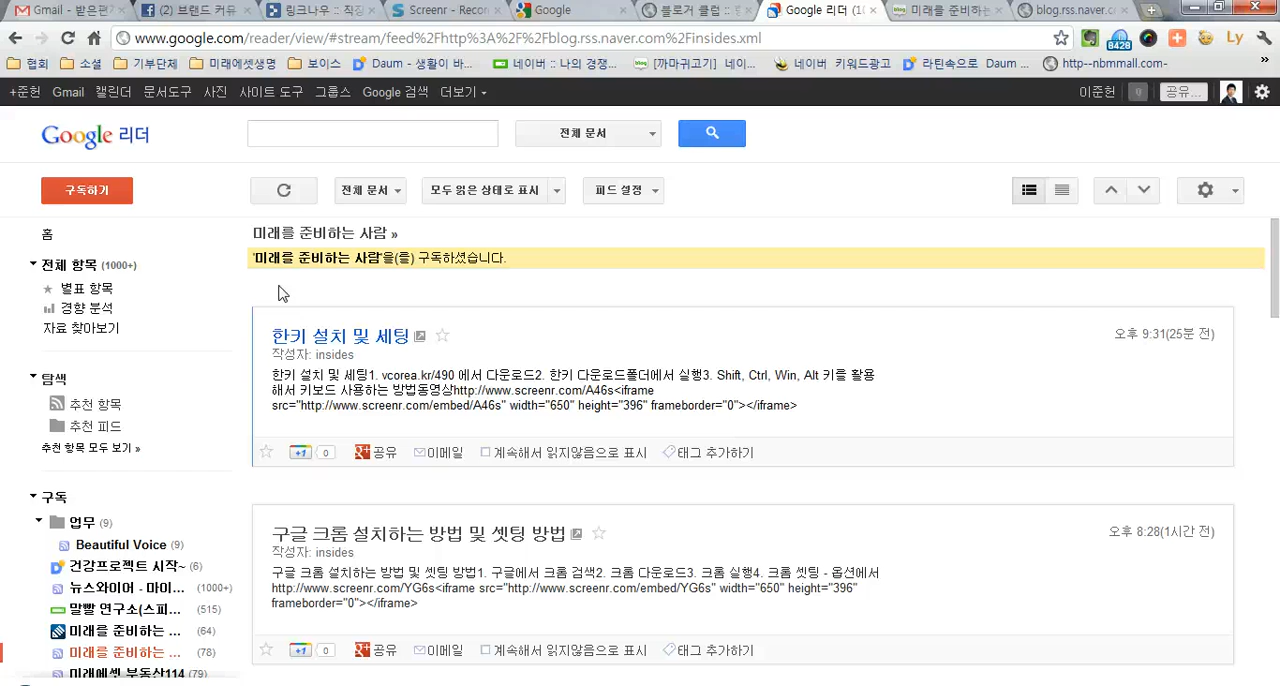 Gmail - 받은편지
(2) 브랜드 커뮤
링크나우 :: 직장
Screenr - Recor
Google
블로거 클럽 ::
Google 리더 (10
미래를 준비하는
blog.rss.naver.c
www.google.com/reader/view/#stream/feed%2Fhttp%3A%2F%2Fblog.rss.naver.com%2Finsides.xml
8428
Ly
협회
소셜
기부단체
미래에셋생명
보이스
Daum - 생활이 바...
네이버 :: 나의 경쟁...
[까마귀고기] 네이...
네이버 키워드광고
라틴속으로 Daum ...
http--nbmmall.com-
»
+준헌 Gmail 캘린더 문서도구 사진 사이트 도구 그룹스 Google 검색 더보기
이준헌 0 공유...
Google 리더
전체 문서
구독하기
전체 문서
모두 읽은 상태로 표시
피드 설정
홈
전체 항목 (1000+)
별표 항목
경향 분석
자료 찾아보기
탐색
추천 항목
추천 피드
추천 항목 모두 보기 »
구독
업무 (9)
Beautiful Voice (9)
건강프로젝트 시작~ (6)
뉴스와이어 - 마이... (1000+)
말빨 연구소(스피... (515)
미래를 준비하는 ... (64)
미래를 준비하는 ... (78)
미래에셋 부동산114 (79)
미래를 준비하는 사람 »
'미래를 준비하는 사람'을(를) 구독하셨습니다.
한키 설치 및 세팅
오후 9:31(25분 전)
작성자: insides
한키 설치 및 세팅1. vcorea.kr/490 에서 다운로드2. 한키 다운로드폴더에서 실행3. Shift, Ctrl, Win, Alt 키를 활용
해서 키보드 사용하는 방법동영상http://www.screenr.com/A46s<iframe
src="http://www.screenr.com/embed/A46s" width="650" height="396" frameborder="0"></iframe>
+1 0 공유 이메일 계속해서 읽지않음으로 표시 태그 추가하기
구글 크롬 설치하는 방법 및 셋팅 방법
오후 8:28(1시간 전)
작성자: insides
구글 크롬 설치하는 방법 및 셋팅 방법1. 구글에서 크롬 검색2. 크롬 다운로드3. 크롬 실행4. 크롬 셋팅 - 옵션에서
http://www.screenr.com/YG6s<iframe src="http://www.screenr.com/embed/YG6s" width="650" height="396"
frameborder="0"></iframe>
+1 0 공유 이메일 계속해서 읽지않음으로 표시 태그 추가하기